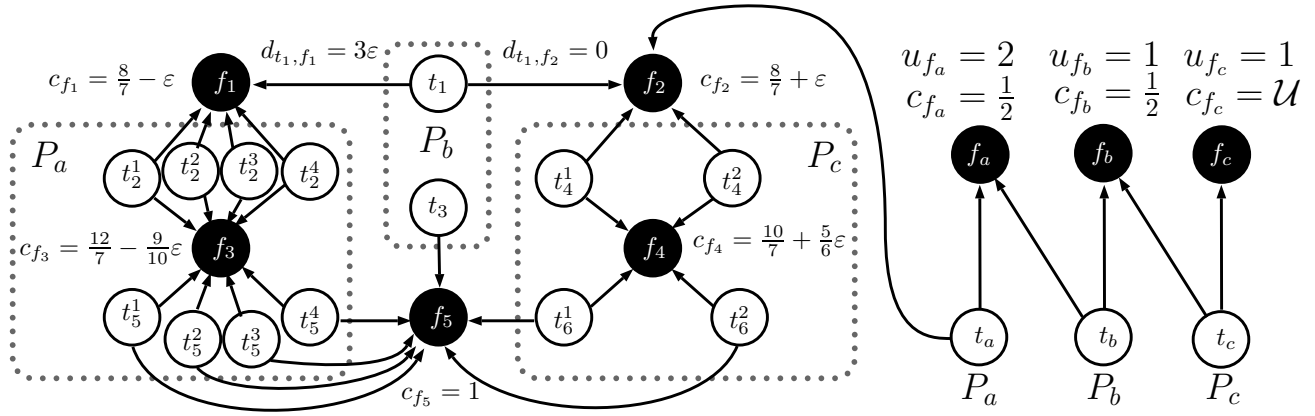 d_{t_1,f_1} = 3ε
d_{t_1,f_2} = 0
c_{f_1} = 8/7 − ε
f_1
t_1
f_2
c_{f_2} = 8/7 + ε
u_{f_a} = 2
u_{f_b} = 1
u_{f_c} = 1
c_{f_a} = 1/2
c_{f_b} = 1/2
c_{f_c} = 𝒰
P_a
P_b
P_c
f_a
f_b
f_c
t_2^1
t_2^2
t_2^3
t_2^4
t_4^1
t_4^2
t_3
c_{f_3} = 12/7 − 9/10 ε
f_3
f_4
c_{f_4} = 10/7 + 5/6 ε
t_5^1
t_5^2
t_5^3
t_5^4
f_5
t_6^1
t_6^2
t_a
t_b
t_c
c_{f_5} = 1
P_a
P_b
P_c